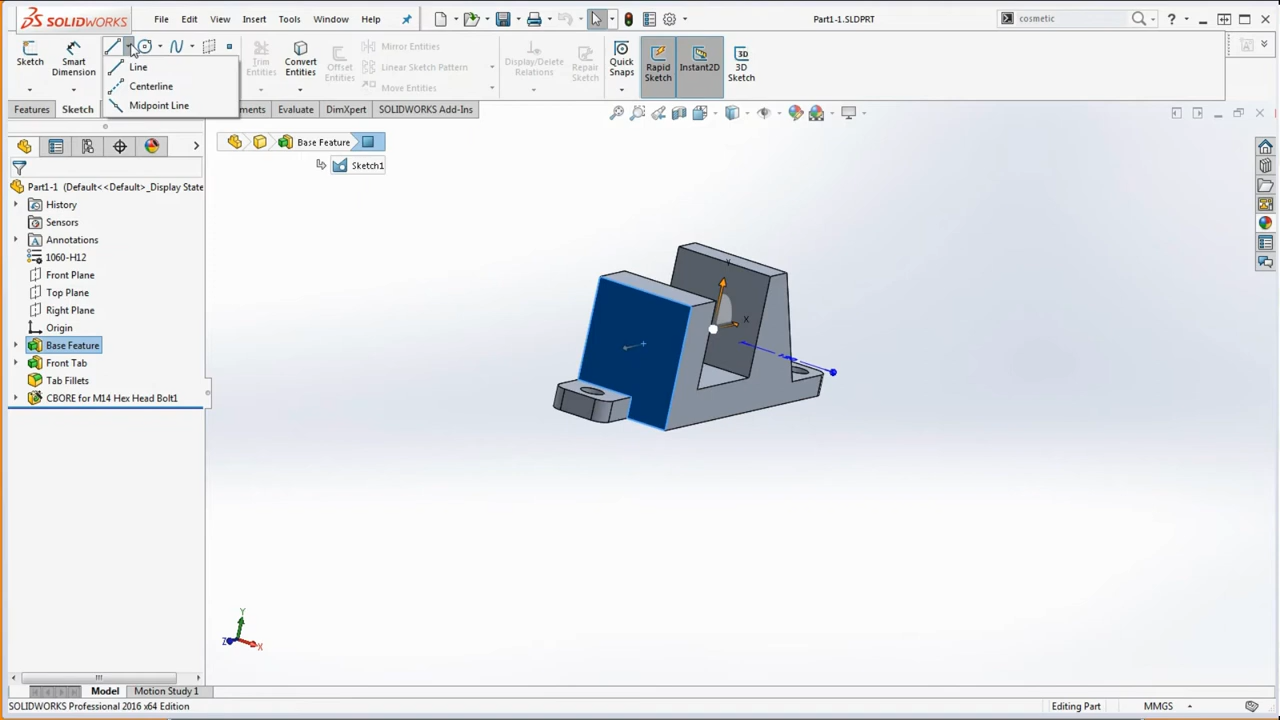 SOLIDWORKS File Edit View Insert Tools Window Help Part1-1.SLDPRT cosmetic
Sketch Smart Dimension Trim Entities Convert Entities Offset Entities Mirror Entities Linear Sketch Pattern Move Entities Display/Delete Relations Repair Sketch Quick Snaps Rapid Sketch Instant2D 3D Sketch
Line
Centerline
Midpoint Line
Features Sketch ments Evaluate DimXpert SOLIDWORKS Add-Ins
Base Feature
Sketch1
Part1-1 (Default<<Default>_Display State
History
Sensors
Annotations
1060-H12
Front Plane
Top Plane
Right Plane
Origin
Base Feature
Front Tab
Tab Fillets
CBORE for M14 Hex Head Bolt1
Y
X
Y
Z X
Model Motion Study 1
SOLIDWORKS Professional 2016 x64 Edition Editing Part MMGS